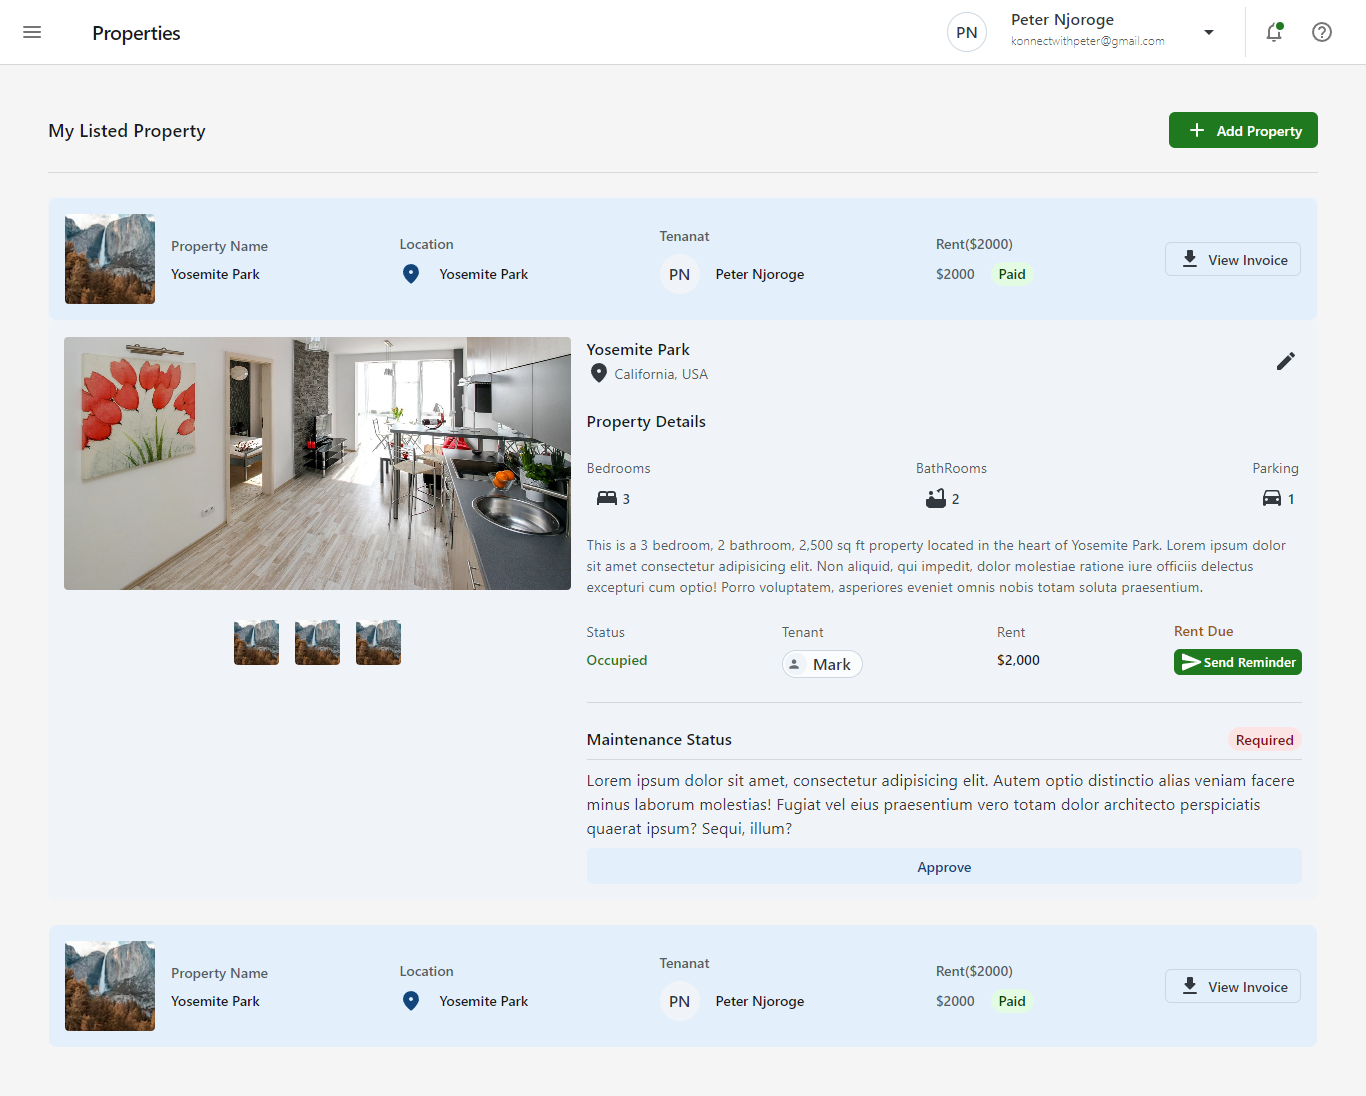 Properties
PN
Peter Njoroge
konnectwithpeter@gmail.com
My Listed Property
Add Property
Property Name
Yosemite Park
Location
Yosemite Park
Tenanat
PN
Peter Njoroge
Rent($2000)
$2000
Paid
View Invoice
Yosemite Park
California, USA
Property Details
Bedrooms
3
BathRooms
2
Parking
1
This is a 3 bedroom, 2 bathroom, 2,500 sq ft property located in the heart of Yosemite Park. Lorem ipsum dolor
sit amet consectetur adipisicing elit. Non aliquid, qui impedit, dolor molestiae ratione iure officiis delectus
excepturi cum optio! Porro voluptatem, asperiores eveniet omnis nobis totam soluta praesentium.
Status
Occupied
Tenant
Mark
Rent
$2,000
Rent Due
Send Reminder
Maintenance Status
Required
Lorem ipsum dolor sit amet, consectetur adipisicing elit. Autem optio distinctio alias veniam facere
minus laborum molestias! Fugiat vel eius praesentium vero totam dolor architecto perspiciatis
quaerat ipsum? Sequi, illum?
Approve
Property Name
Yosemite Park
Location
Yosemite Park
Tenanat
PN
Peter Njoroge
Rent($2000)
$2000
Paid
View Invoice